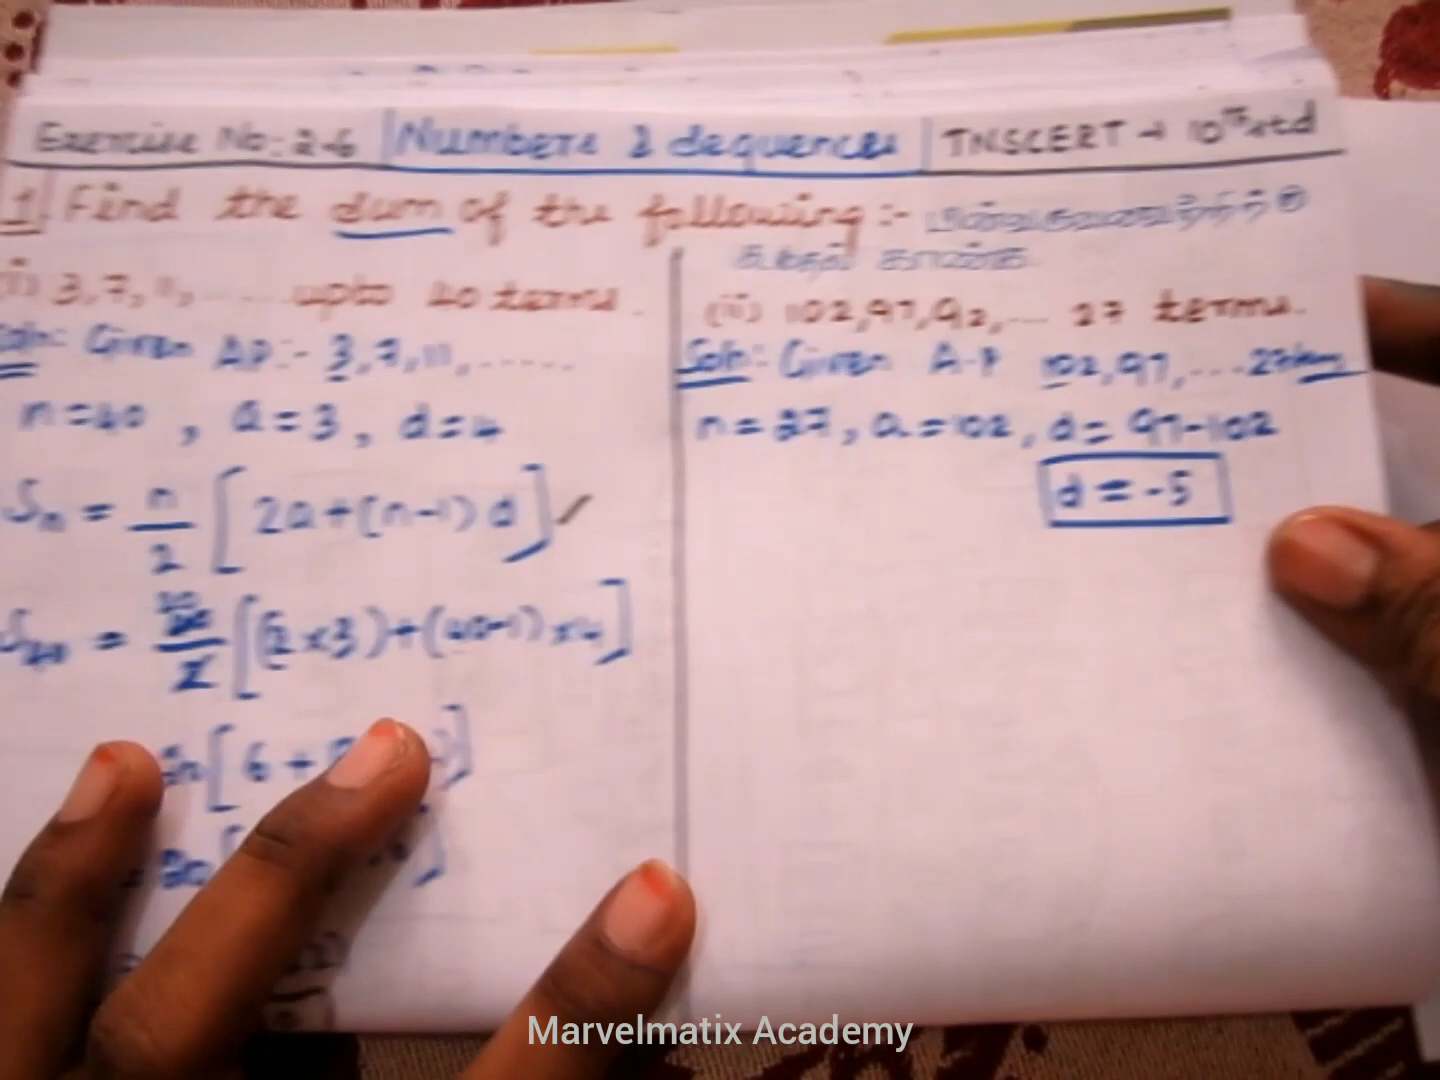 Exercise No: 2.6 Numbers & Sequences TNSCERT → 10th std
1 Find the sum of the following :-
(i) 3, 7, 11, ..... upto 40 terms.
Soln: Given AP :- 3, 7, 11, .....
n = 40 , a = 3 , d = 4
Sn = n/2 [ 2a + (n-1) d ] ✓
S40 = 40/2 [ (2 x 3) + (40-1) x 4 ]
[ 6 +
= 20
(ii) 102, 97, 92, ... 27 terms.
Soln: Given A.P 102, 97, ... 27 terms
n = 27 , a = 102 , d = 97 - 102
d = -5
Marvelmatix Academy